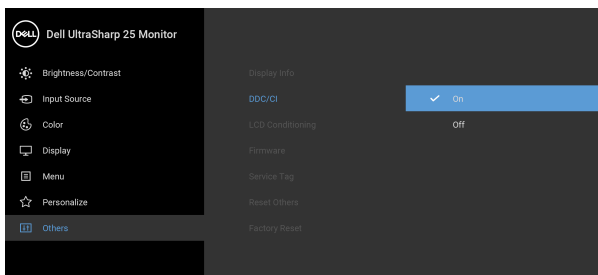 DELL Dell UltraSharp 25 Monitor
Brightness/Contrast
Input Source
Color
Display
Menu
Personalize
Others
Display Info
DDC/CI
LCD Conditioning
Firmware
Service Tag
Reset Others
Factory Reset
On
Off